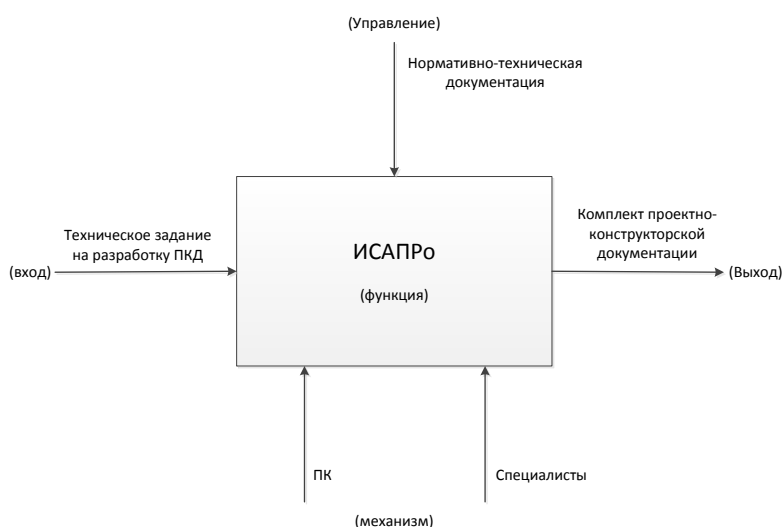 (Управление)
Нормативно-техническая
документация
Техническое задание
на разработку ПКД
(вход)
ИСАПРо
(функция)
Комплект проектно-
конструкторской
документации
(Выход)
ПК
Специалисты
(механизм)